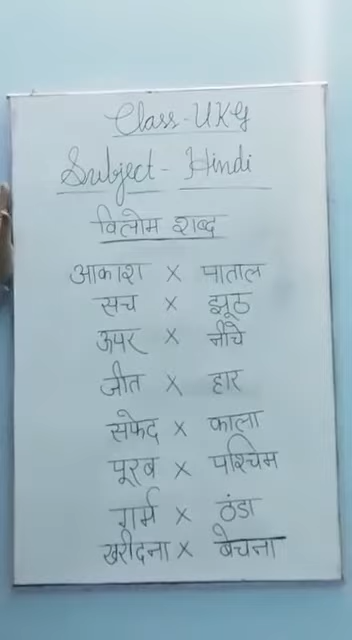 Class-UKG
Subject - Hindi
विलोम शब्द
आकाश × पाताल
सच × झूठ
ऊपर × नीचे
जीत × हार
सफेद × काला
पूरब × पश्चिम
गर्म × ठंडा
खरीदना × बेचना